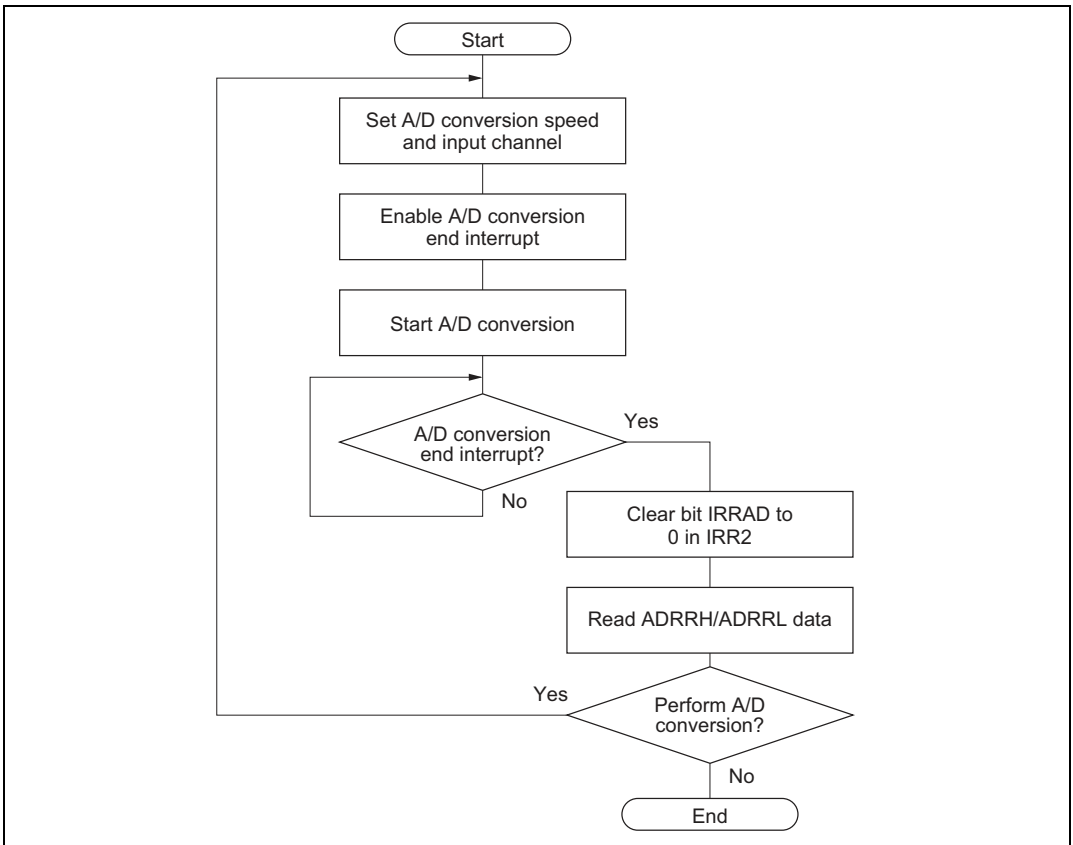 Start
Set A/D conversion speed
and input channel
Enable A/D conversion
end interrupt
Start A/D conversion
A/D conversion
end interrupt?
Yes
No
Clear bit IRRAD to
0 in IRR2
Read ADRRH/ADRRL data
Yes
Perform A/D
conversion?
No
End